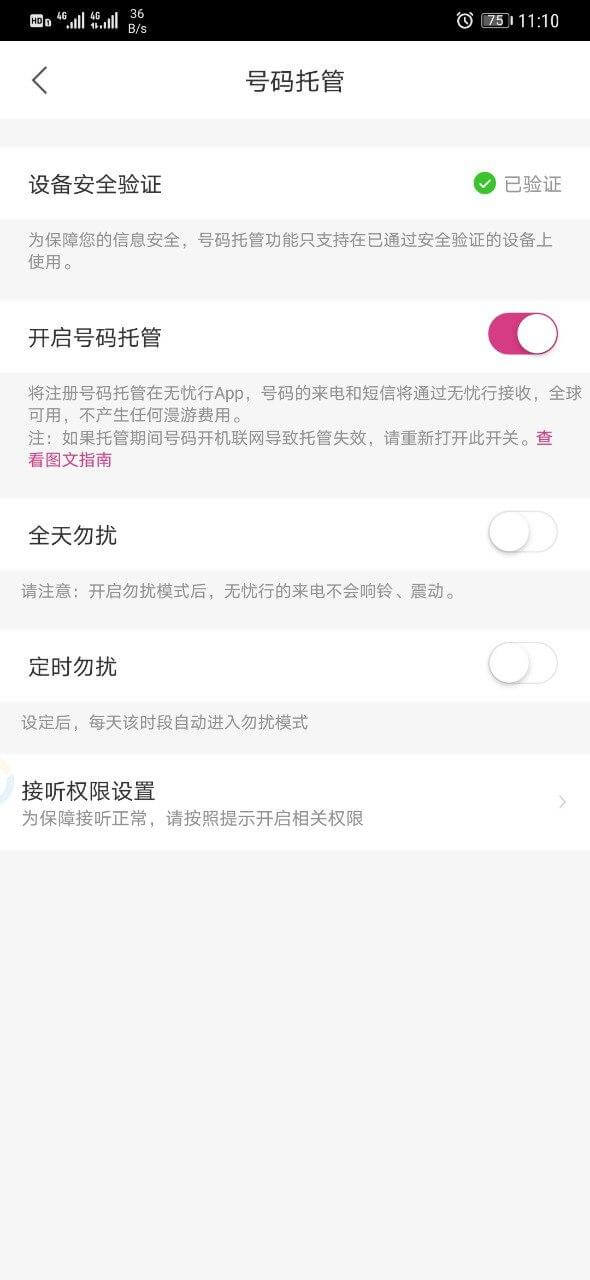 HD 4G 4G 36 B/s 75 11:10
号码托管
设备安全验证 已验证
为保障您的信息安全，号码托管功能只支持在已通过安全验证的设备上
使用。
开启号码托管
将注册号码托管在无忧行App，号码的来电和短信将通过无忧行接收，全球
可用，不产生任何漫游费用。
注：如果托管期间号码开机联网导致托管失效，请重新打开此开关。查
看图文指南
全天勿扰
请注意：开启勿扰模式后，无忧行的来电不会响铃、震动。
定时勿扰
设定后，每天该时段自动进入勿扰模式
接听权限设置
为保障接听正常，请按照提示开启相关权限